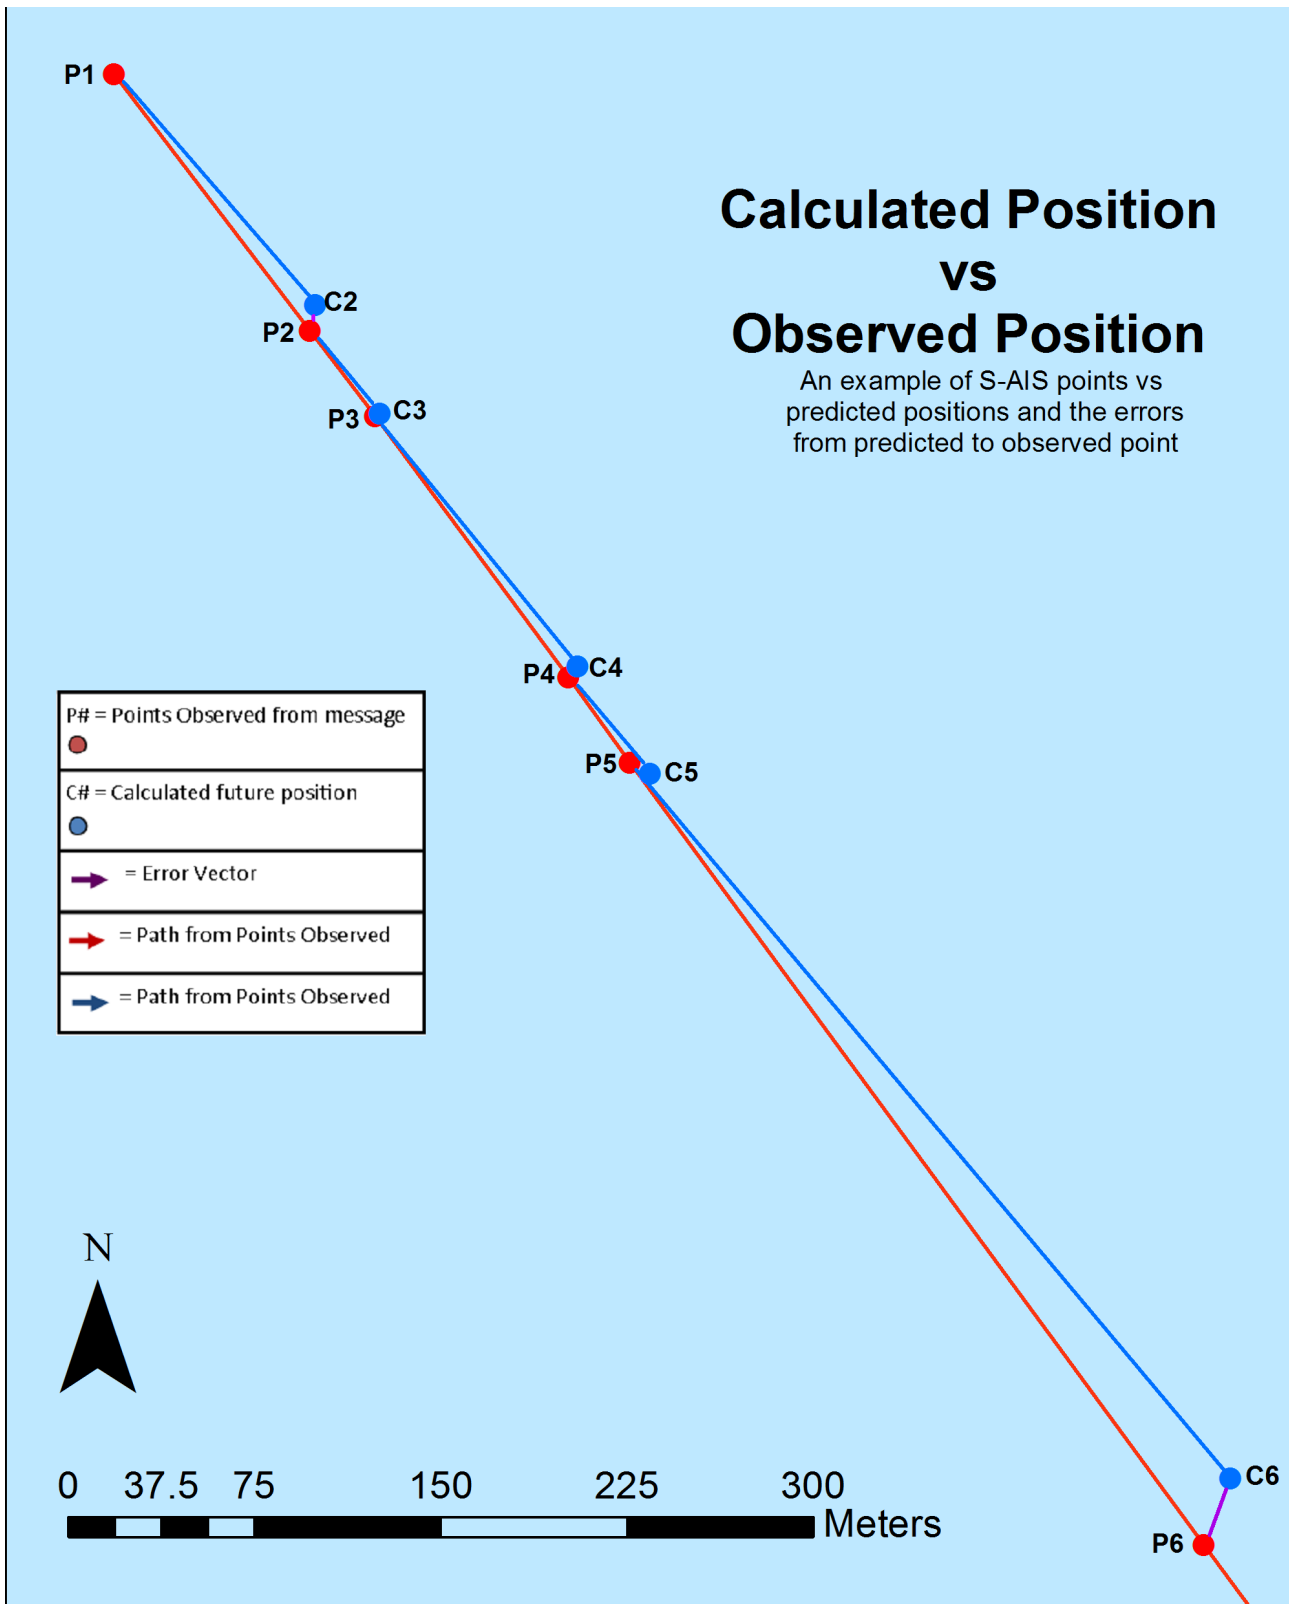 P1
Calculated Position
vs
Observed Position
An example of S-AIS points vs
predicted positions and the errors
from predicted to observed point
C2
P2
C3
P3
C4
P4
P5
C5
P# = Points Observed from message
C# = Calculated future position
= Error Vector
= Path from Points Observed
= Path from Points Observed
N
0 37.5 75 150 225 300
Meters
C6
P6